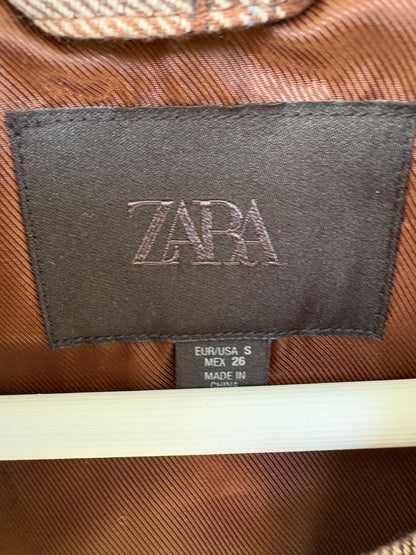 ZARA
EUR/USA S
MEX 26
MADE IN
CHINA